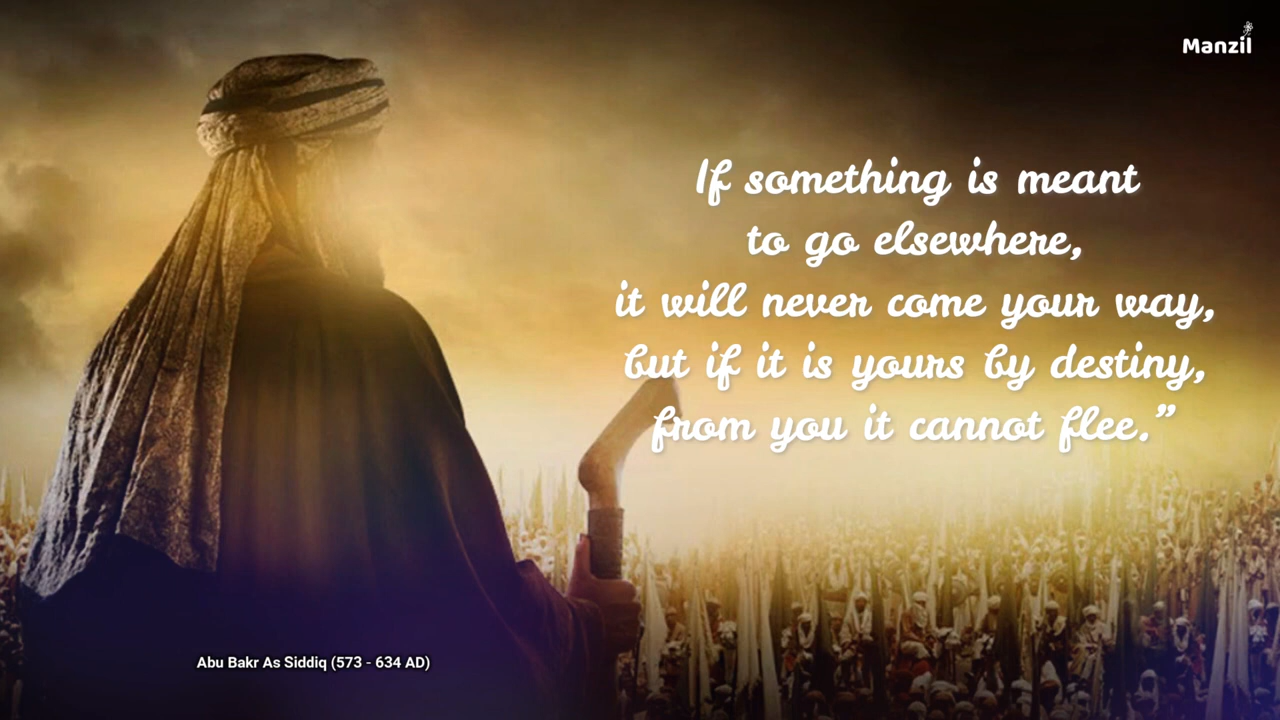 Manzil
If something is meant
to go elsewhere,
it will never come your way,
but if it is yours by destiny,
from you it cannot flee.”
Abu Bakr As Siddiq (573 - 634 AD)